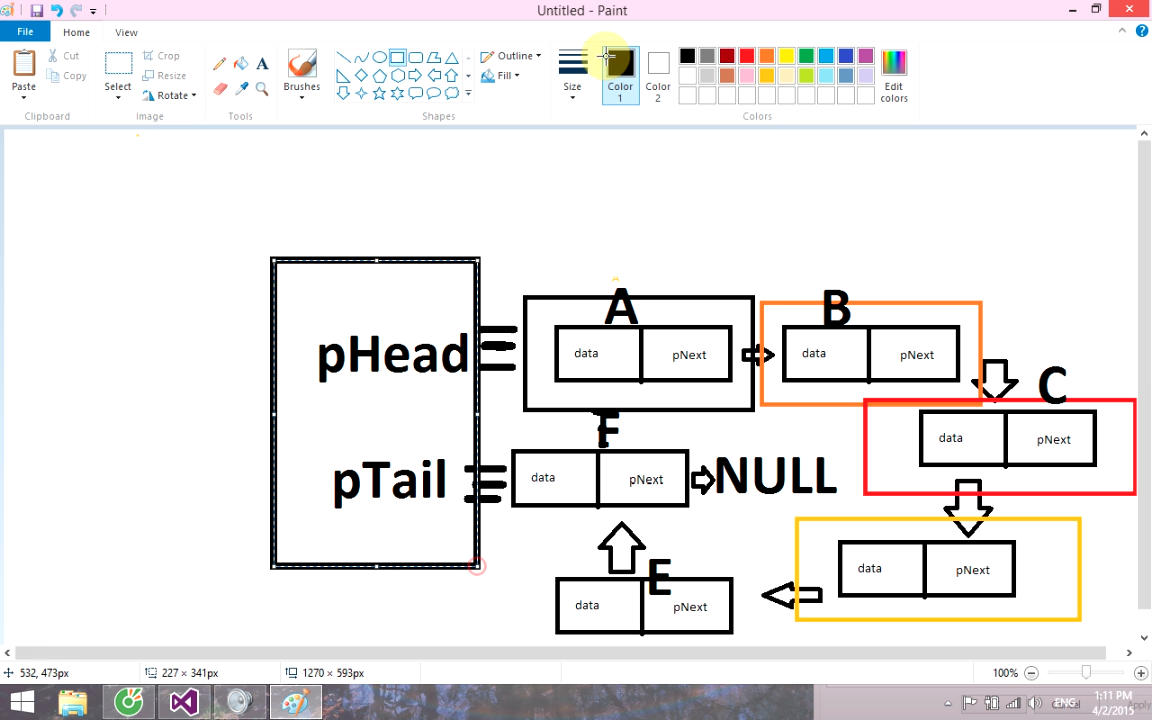 Untitled - Paint
File Home View
Paste
Cut
Copy
Clipboard
Select
Crop
Resize
Rotate
Image
Tools
Brushes
Shapes
Outline
Fill
Size
Color 1
Color 2
Edit colors
Colors
A
B
pHead
data pNext
data pNext
C
data pNext
F
pTail
data pNext
NULL
data pNext
E
data pNext
532, 473px
227 × 341px
1270 × 593px
100%
ENG
1:11 PM
4/2/2015